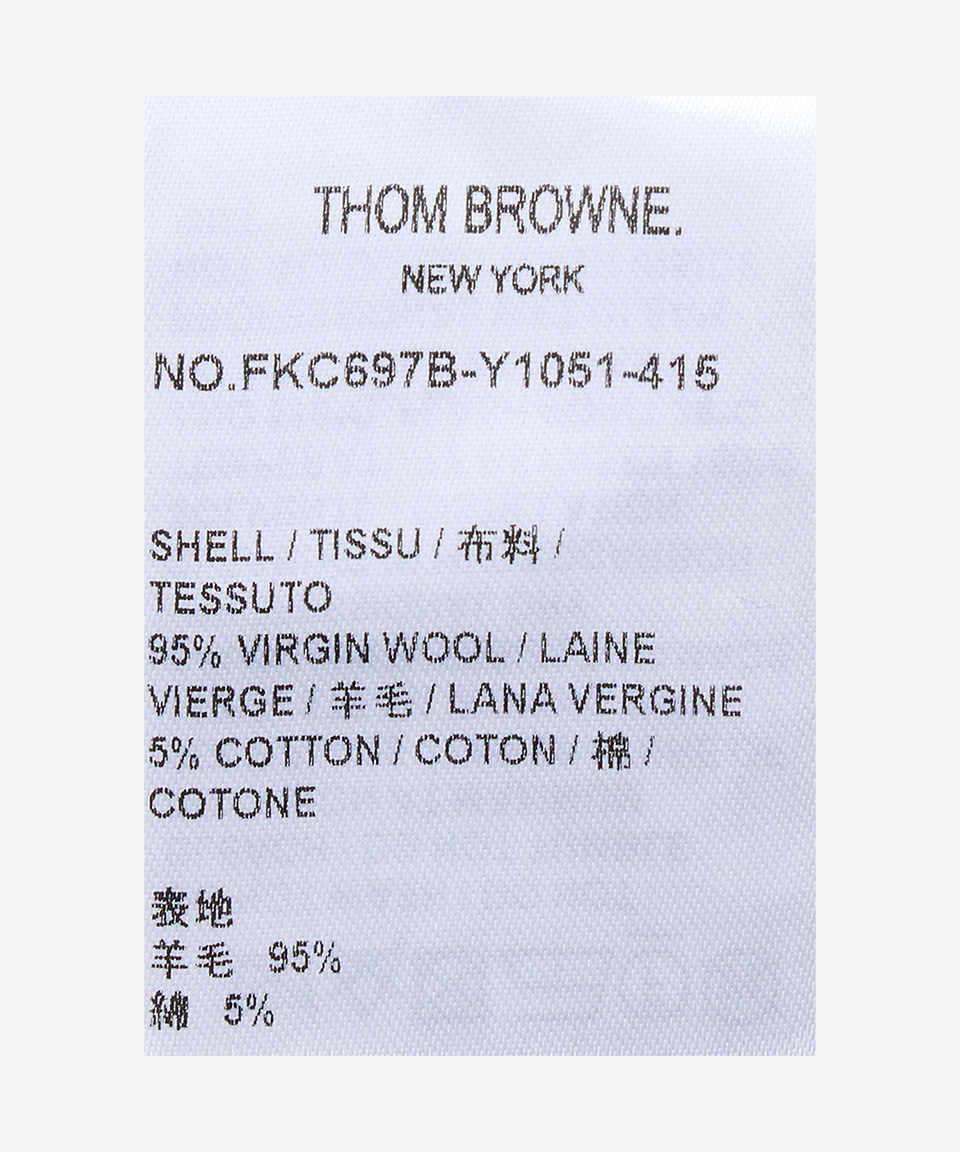 THOM BROWNE.
NEW YORK
NO.FKC697B-Y1051-415
SHELL / TISSU / 布料 /
TESSUTO
95% VIRGIN WOOL / LAINE
VIERGE / 羊毛 / LANA VERGINE
5% COTTON / COTON / 棉 /
COTONE
表地
羊毛 95%
綿 5%